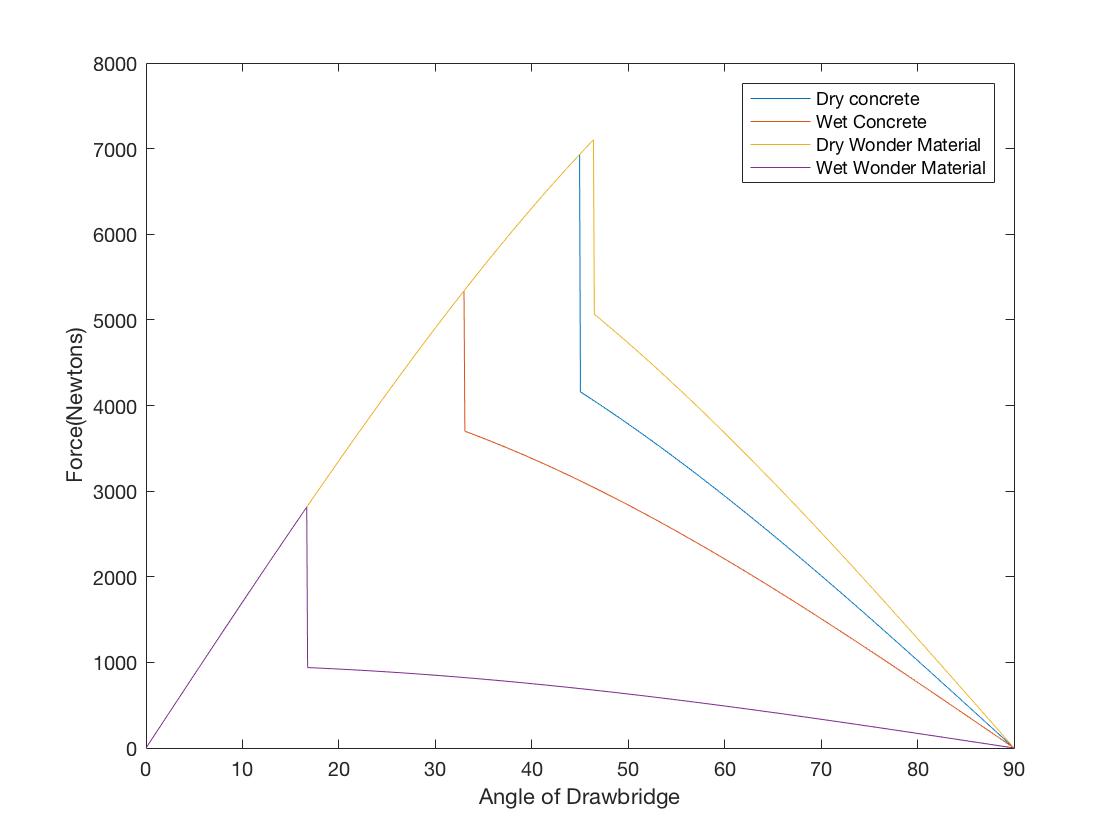 8000
7000
6000
5000
4000
3000
2000
1000
0
Force(Newtons)
0 10 20 30 40 50 60 70 80 90
Angle of Drawbridge
Dry concrete
Wet Concrete
Dry Wonder Material
Wet Wonder Material